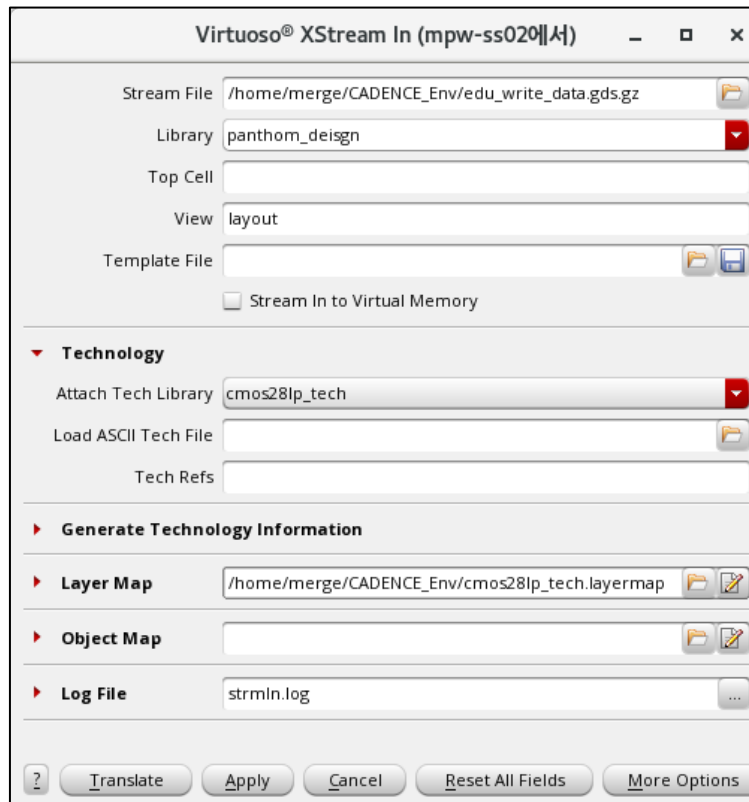 Virtuoso® XStream In (mpw-ss02에서)
Stream File /home/merge/CADENCE_Env/edu_write_data.gds.gz
Library panthom_deisgn
Top Cell
View layout
Template File
Stream In to Virtual Memory
Technology
Attach Tech Library cmos28lp_tech
Load ASCII Tech File
Tech Refs
Generate Technology Information
Layer Map /home/merge/CADENCE_Env/cmos28lp_tech.layermap
Object Map
Log File strmIn.log ...
? Translate Apply Cancel Reset All Fields More Options